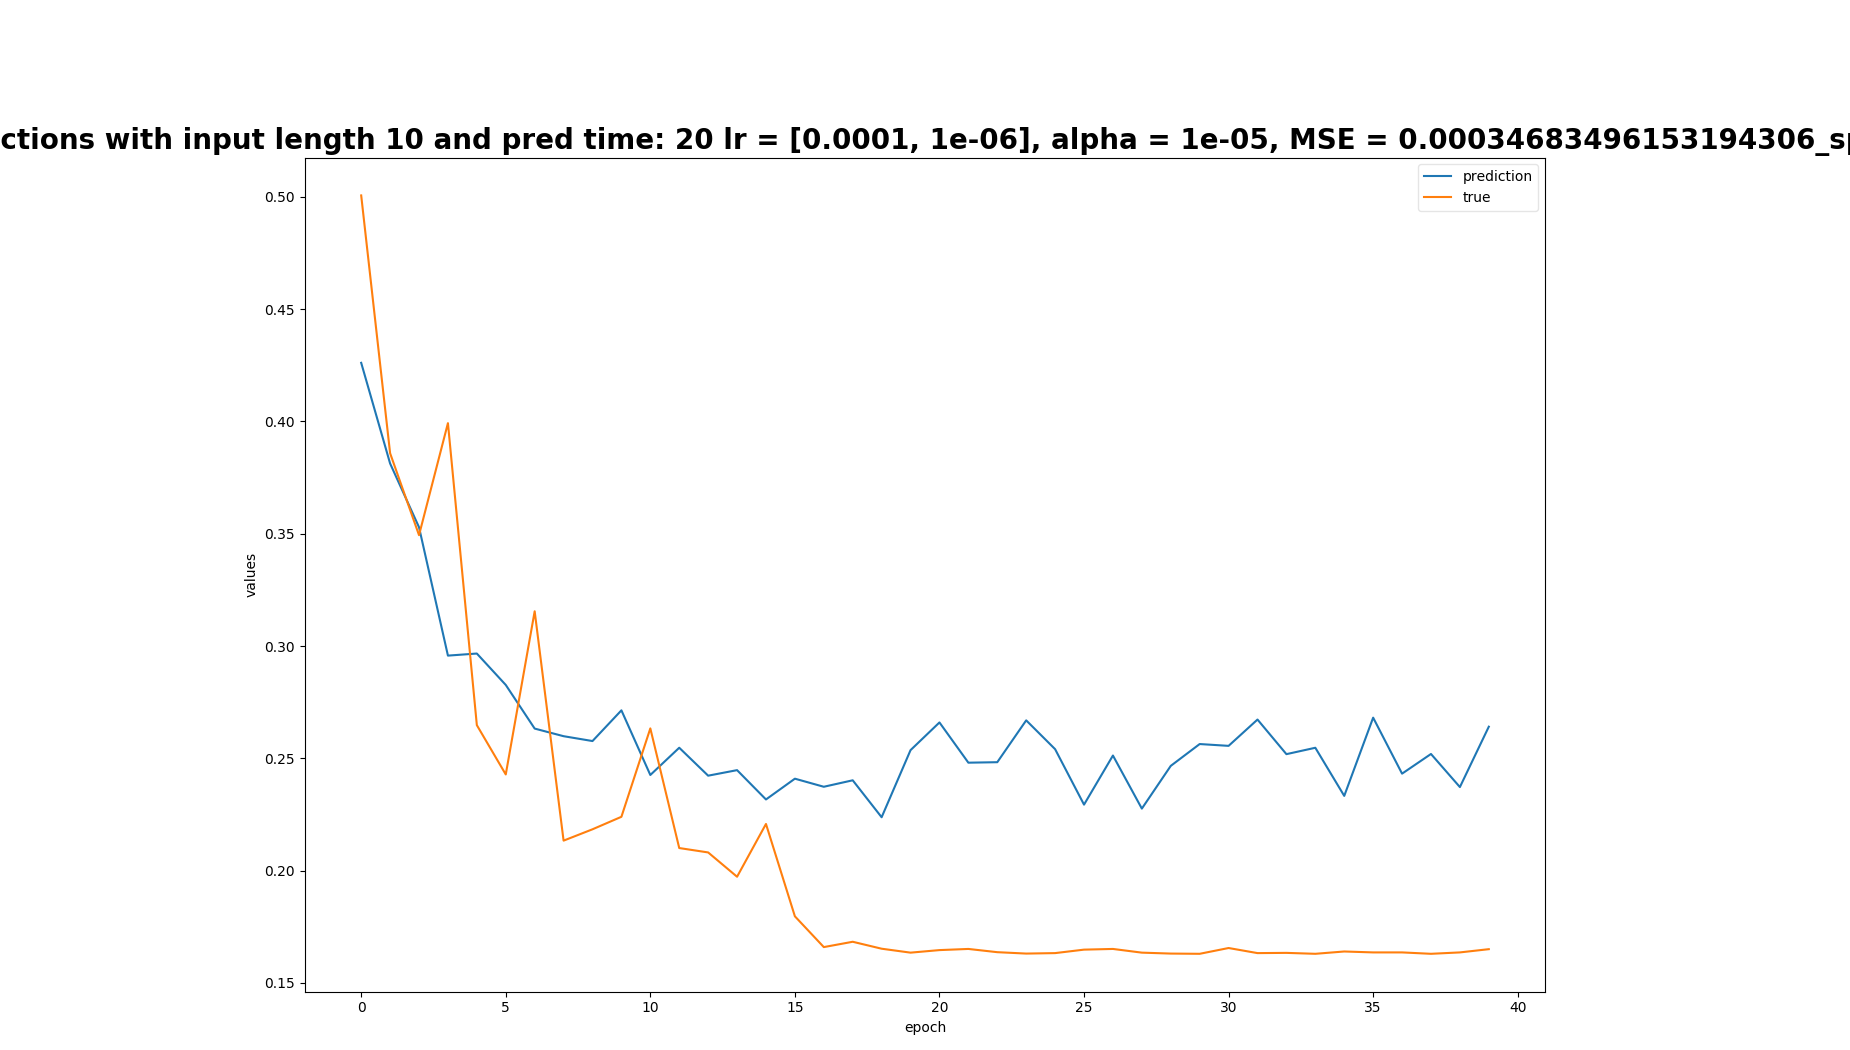 ctions with input length 10 and pred time: 20 lr = [0.0001, 1e-06], alpha = 1e-05, MSE = 0.00034683496153194306_sp
prediction
true
0.50
0.45
0.40
0.35
0.30
0.25
0.20
0.15
values
0 5 10 15 20 25 30 35 40
epoch